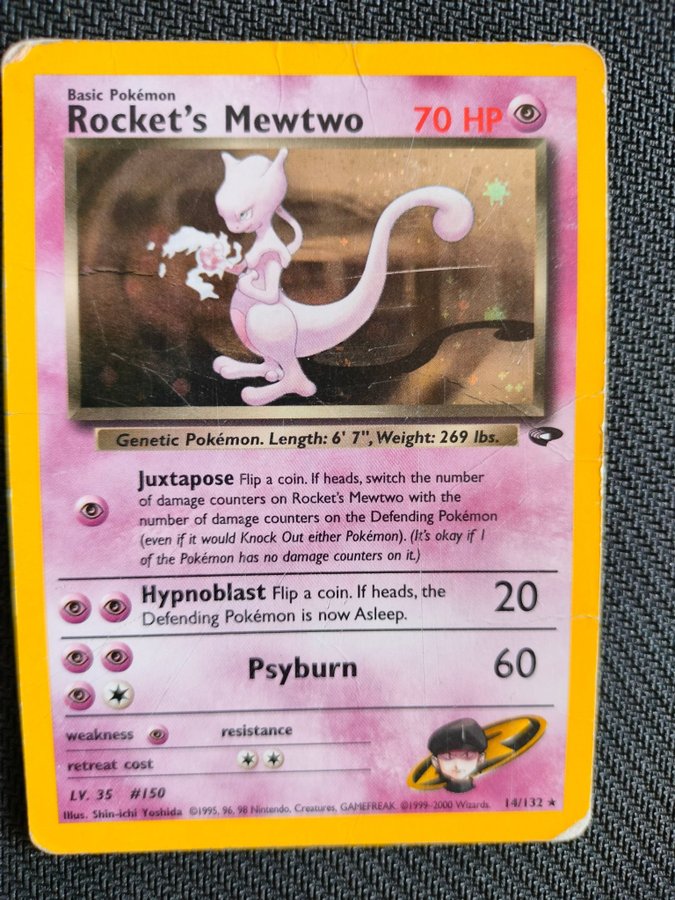 Basic Pokémon
Rocket's Mewtwo 70 HP
Genetic Pokémon. Length: 6' 7", Weight: 269 lbs.
Juxtapose Flip a coin. If heads, switch the number
of damage counters on Rocket's Mewtwo with the
number of damage counters on the Defending Pokémon
(even if it would Knock Out either Pokémon). (It's okay if 1
of the Pokémon has no damage counters on it.)
Hypnoblast Flip a coin. If heads, the 20
Defending Pokémon is now Asleep.
Psyburn 60
weakness resistance
retreat cost
LV. 35 #150
Illus. Shin-ichi Yoshida ©1995, 96, 98 Nintendo, Creatures, GAMEFREAK. ©1999-2000 Wizards. 14/132 ★